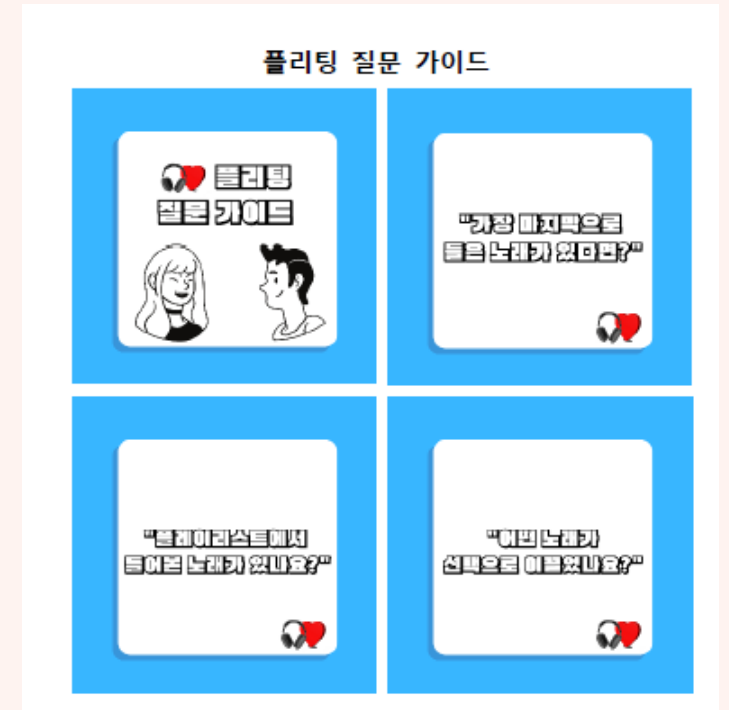 플리팅 질문 가이드
플리팅
질문 가이드
"가장 마지막으로
들은 노래가 있다면?"
"플레이리스트에서
들어본 노래가 있나요?"
"어떤 노래가
선택으로 이끌었나요?"